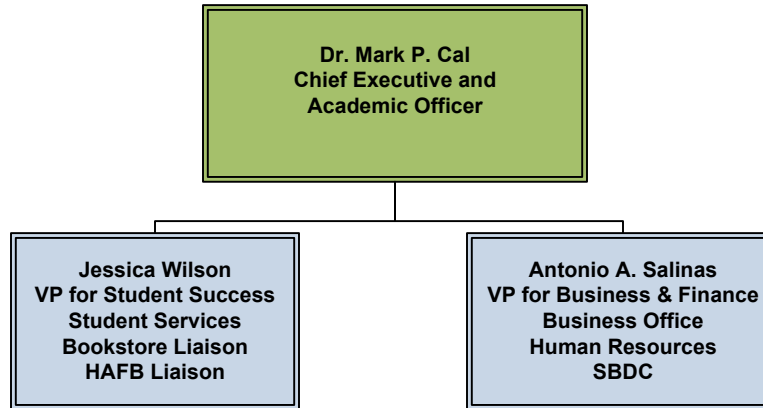 Dr. Mark P. Cal
Chief Executive and
Academic Officer
Jessica Wilson
VP for Student Success
Student Services
Bookstore Liaison
HAFB Liaison
Antonio A. Salinas
VP for Business & Finance
Business Office
Human Resources
SBDC